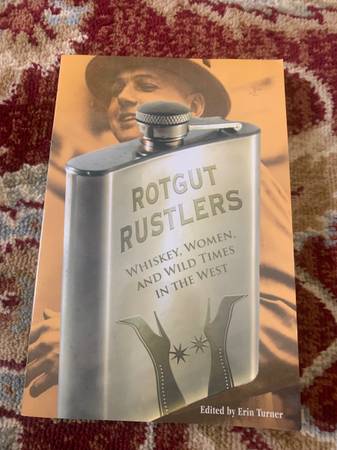 ROTGUT
RUSTLERS
WHISKEY, WOMEN,
AND WILD TIMES
IN THE WEST
Edited by Erin Turner